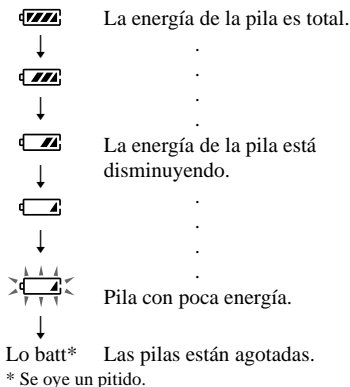 La energía de la pila es total.
.
.
.
.
La energía de la pila está
disminuyendo.
.
.
.
.
Pila con poca energía.
Lo batt* Las pilas están agotadas.
* Se oye un pitido.